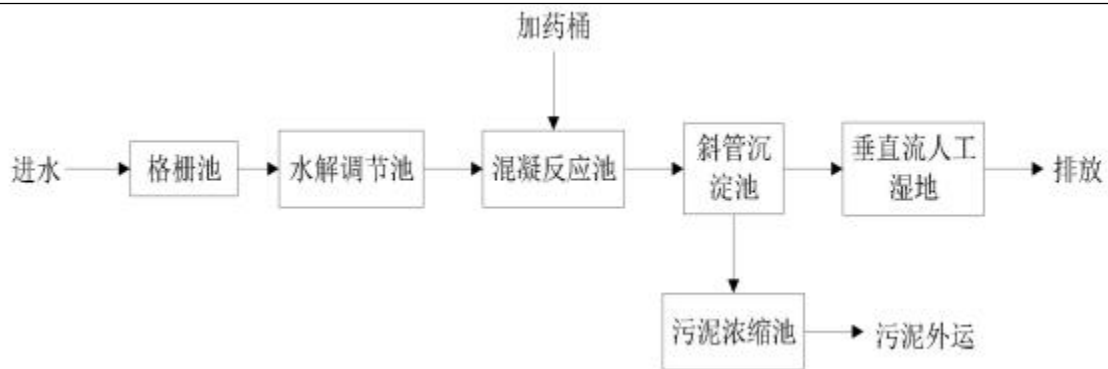 加药桶
进水
格栅池
水解调节池
混凝反应池
斜管沉
淀池
垂直流人工
湿地
排放
污泥浓缩池
污泥外运